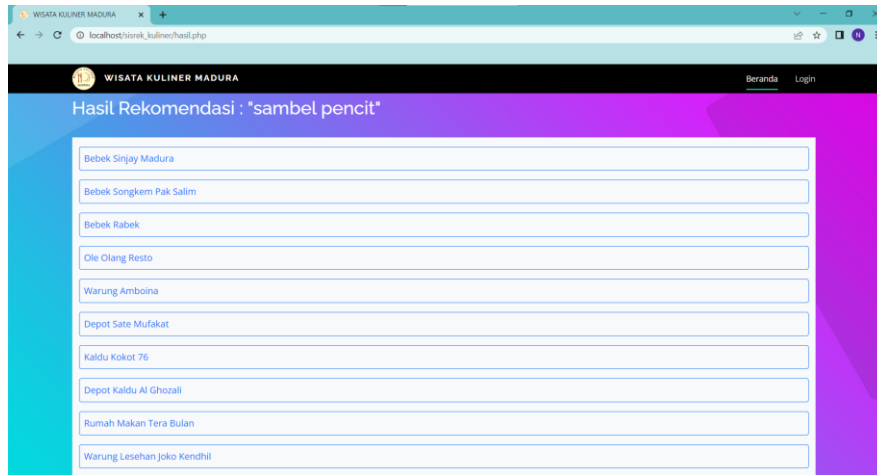 WISATA KULINER MADURA
localhost/sisrek_kuliner/hasil.php
N
WISATA KULINER MADURA
Beranda
Login
Hasil Rekomendasi : "sambel pencit"
Bebek Sinjay Madura
Bebek Songkem Pak Salim
Bebek Rabek
Ole Olang Resto
Warung Amboina
Depot Sate Mufakat
Kaldu Kokot 76
Depot Kaldu Al Ghozali
Rumah Makan Tera Bulan
Warung Lesehan Joko Kendhil